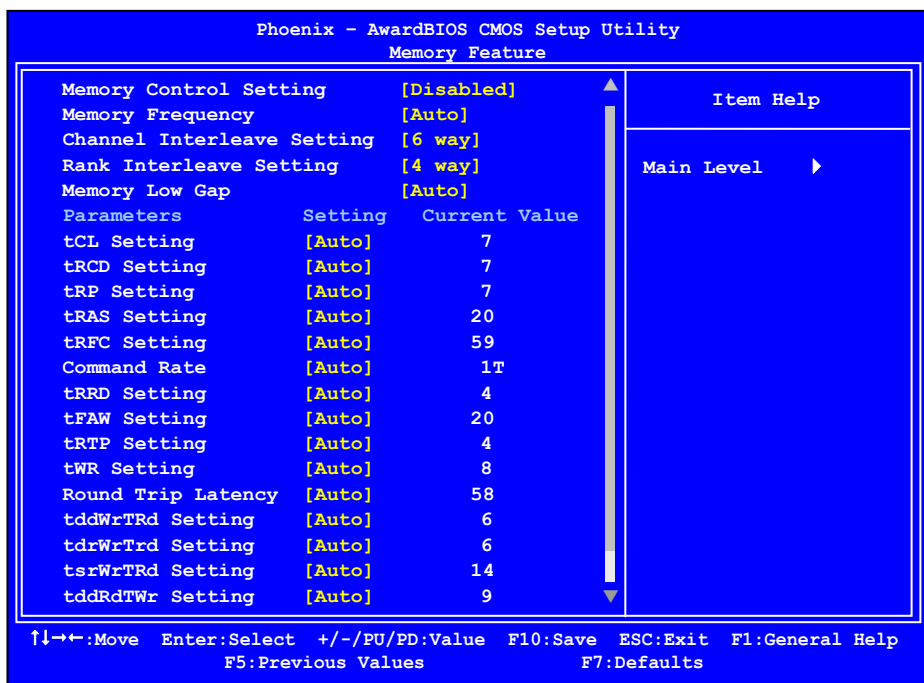 Phoenix – AwardBIOS CMOS Setup Utility
Memory Feature
Memory Control Setting [Disabled]
Memory Frequency [Auto]
Channel Interleave Setting [6 way]
Rank Interleave Setting [4 way]
Memory Low Gap [Auto]
Parameters Setting Current Value
tCL Setting [Auto] 7
tRCD Setting [Auto] 7
tRP Setting [Auto] 7
tRAS Setting [Auto] 20
tRFC Setting [Auto] 59
Command Rate [Auto] 1T
tRRD Setting [Auto] 4
tFAW Setting [Auto] 20
tRTP Setting [Auto] 4
tWR Setting [Auto] 8
Round Trip Latency [Auto] 58
tddWrTRd Setting [Auto] 6
tdrWrTrd Setting [Auto] 6
tsrWrTRd Setting [Auto] 14
tddRdTWr Setting [Auto] 9
Item Help
Main Level
↑↓→←:Move Enter:Select +/-/PU/PD:Value F10:Save ESC:Exit F1:General Help
F5:Previous Values F7:Defaults